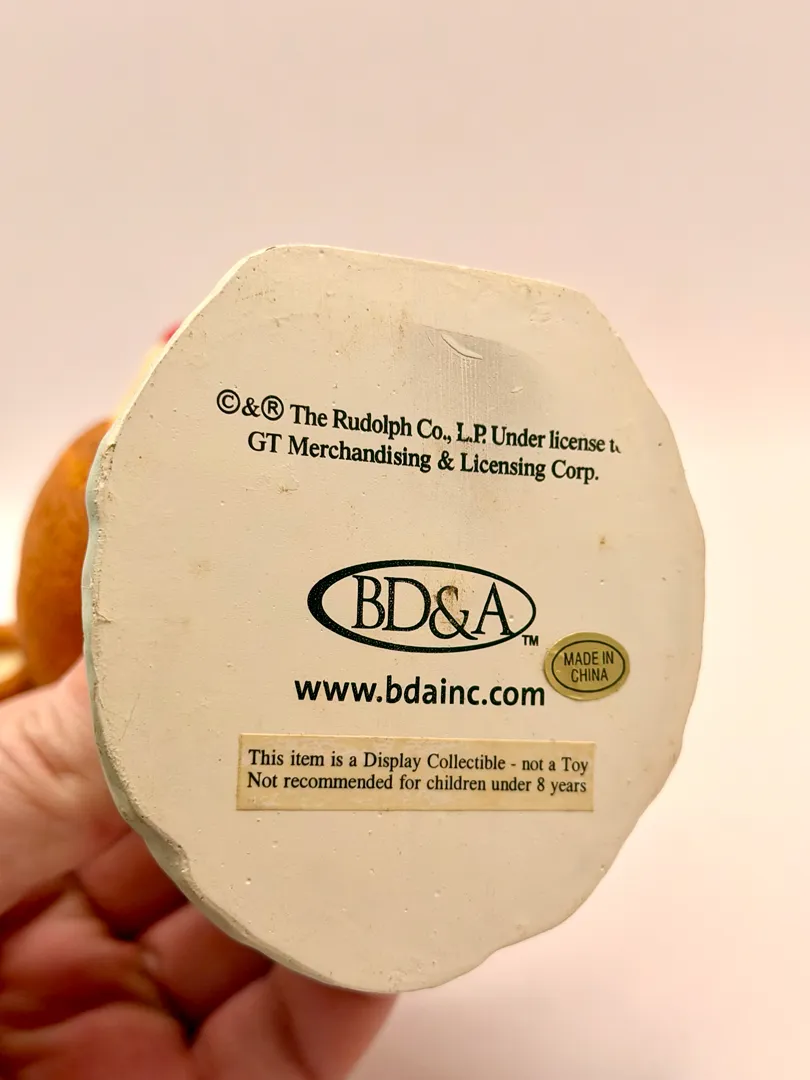 ©&® The Rudolph Co., L.P. Under license
GT Merchandising & Licensing Corp.
BD&A™
www.bdainc.com
MADE IN
CHINA
This item is a Display Collectible - not a Toy
Not recommended for children under 8 years